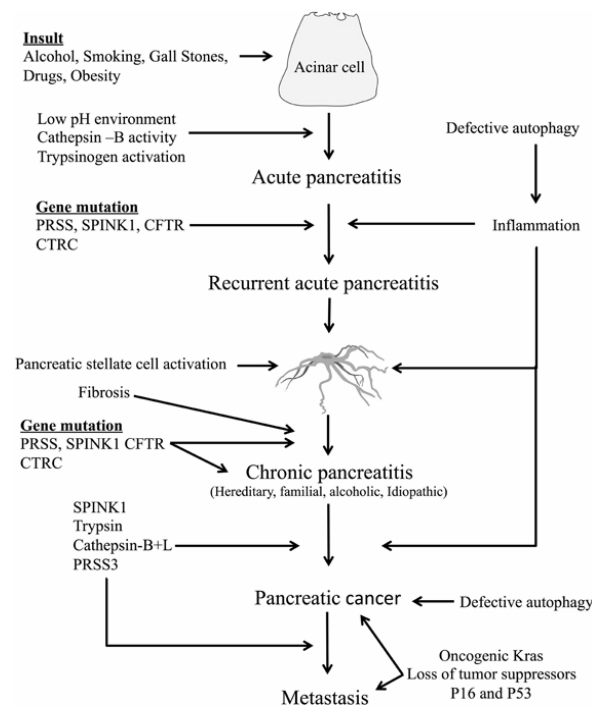 Insult
Alcohol, Smoking, Gall Stones,
Drugs, Obesity
Acinar cell
Low pH environment
Cathepsin –B activity
Trypsinogen activation
Defective autophagy
Acute pancreatitis
Gene mutation
PRSS, SPINK1, CFTR
CTRC
Inflammation
Recurrent acute pancreatitis
Pancreatic stellate cell activation
Fibrosis
Gene mutation
PRSS, SPINK1 CFTR
CTRC
Chronic pancreatitis
(Hereditary, familial, alcoholic, Idiopathic)
SPINK1
Trypsin
Cathepsin-B+L
PRSS3
Pancreatic cancer
Defective autophagy
Oncogenic Kras
Loss of tumor suppressors
P16 and P53
Metastasis